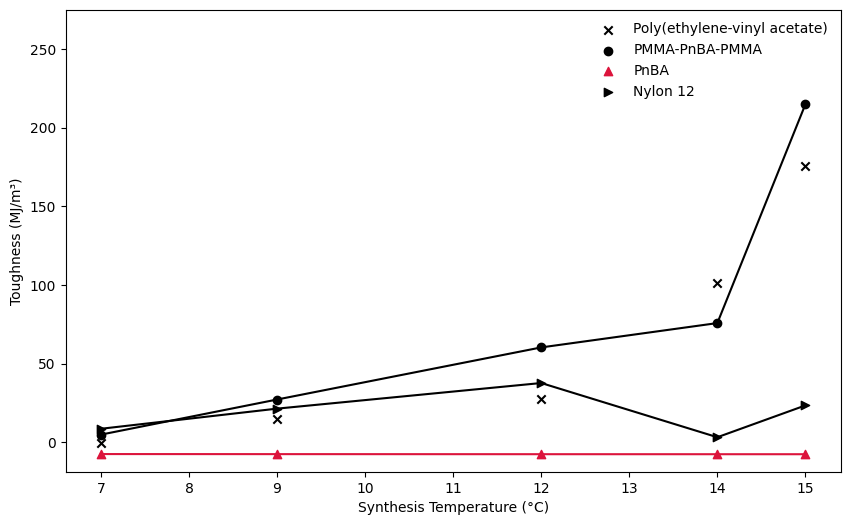 Poly(ethylene-vinyl acetate)
PMMA-PnBA-PMMA
PnBA
Nylon 12
250
200
150
100
50
0
Toughness (MJ/m³)
7 8 9 10 11 12 13 14 15
Synthesis Temperature (°C)